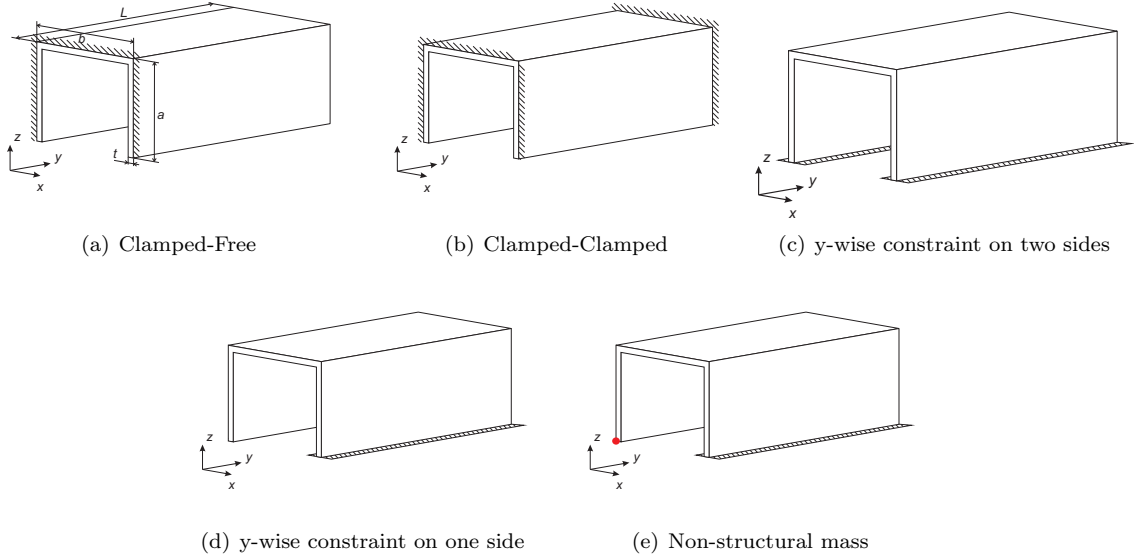 L
b
a
t
z
y
x
z
y
x
z
y
x
(a) Clamped-Free
(b) Clamped-Clamped
(c) y-wise constraint on two sides
z
y
x
z
y
x
(d) y-wise constraint on one side
(e) Non-structural mass